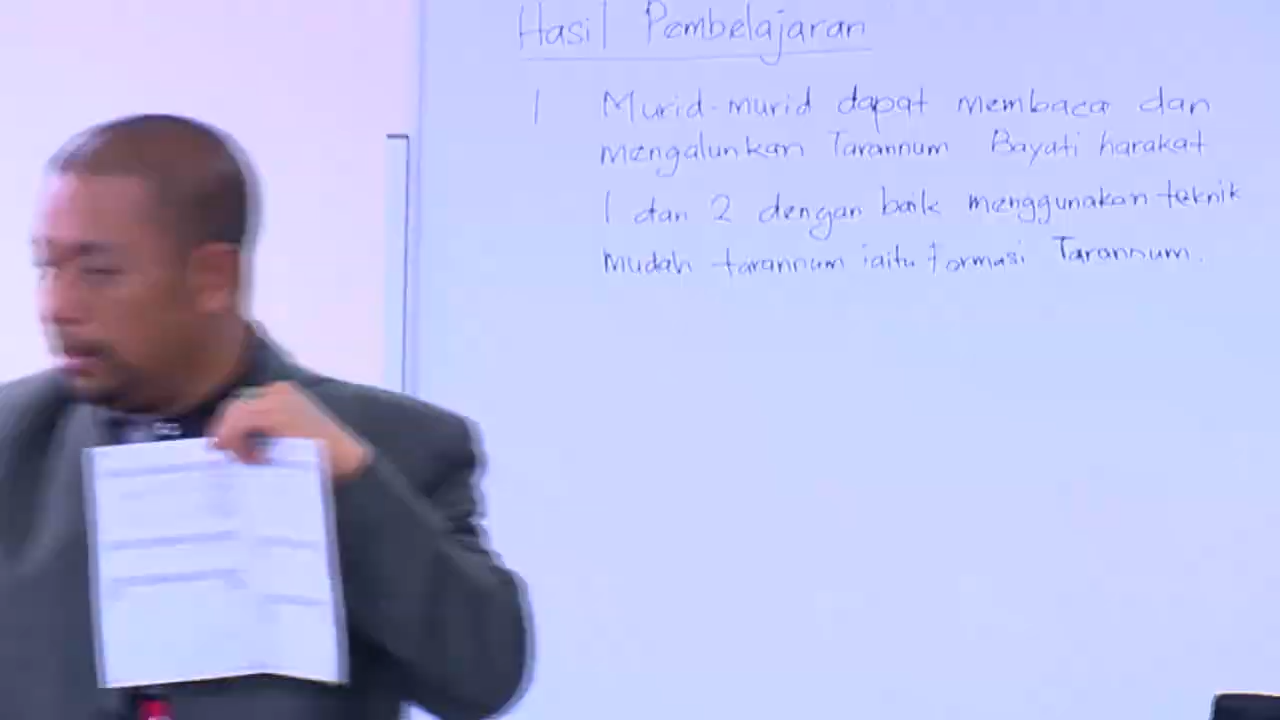 Hasil Pembelajaran
1 Murid-murid dapat membaca dan
mengalunkan Tarannum Bayati harakat
1 dan 2 dengan baik menggunakan teknik
mudah tarannum iaitu formasi Tarannum.